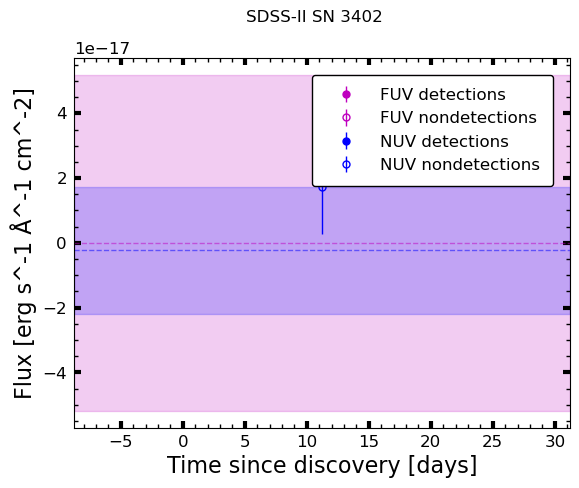 SDSS-II SN 3402
1e−17
FUV detections
FUV nondetections
NUV detections
NUV nondetections
4
2
0
−2
−4
Flux [erg s^-1 Å^-1 cm^-2]
−5 0 5 10 15 20 25 30
Time since discovery [days]